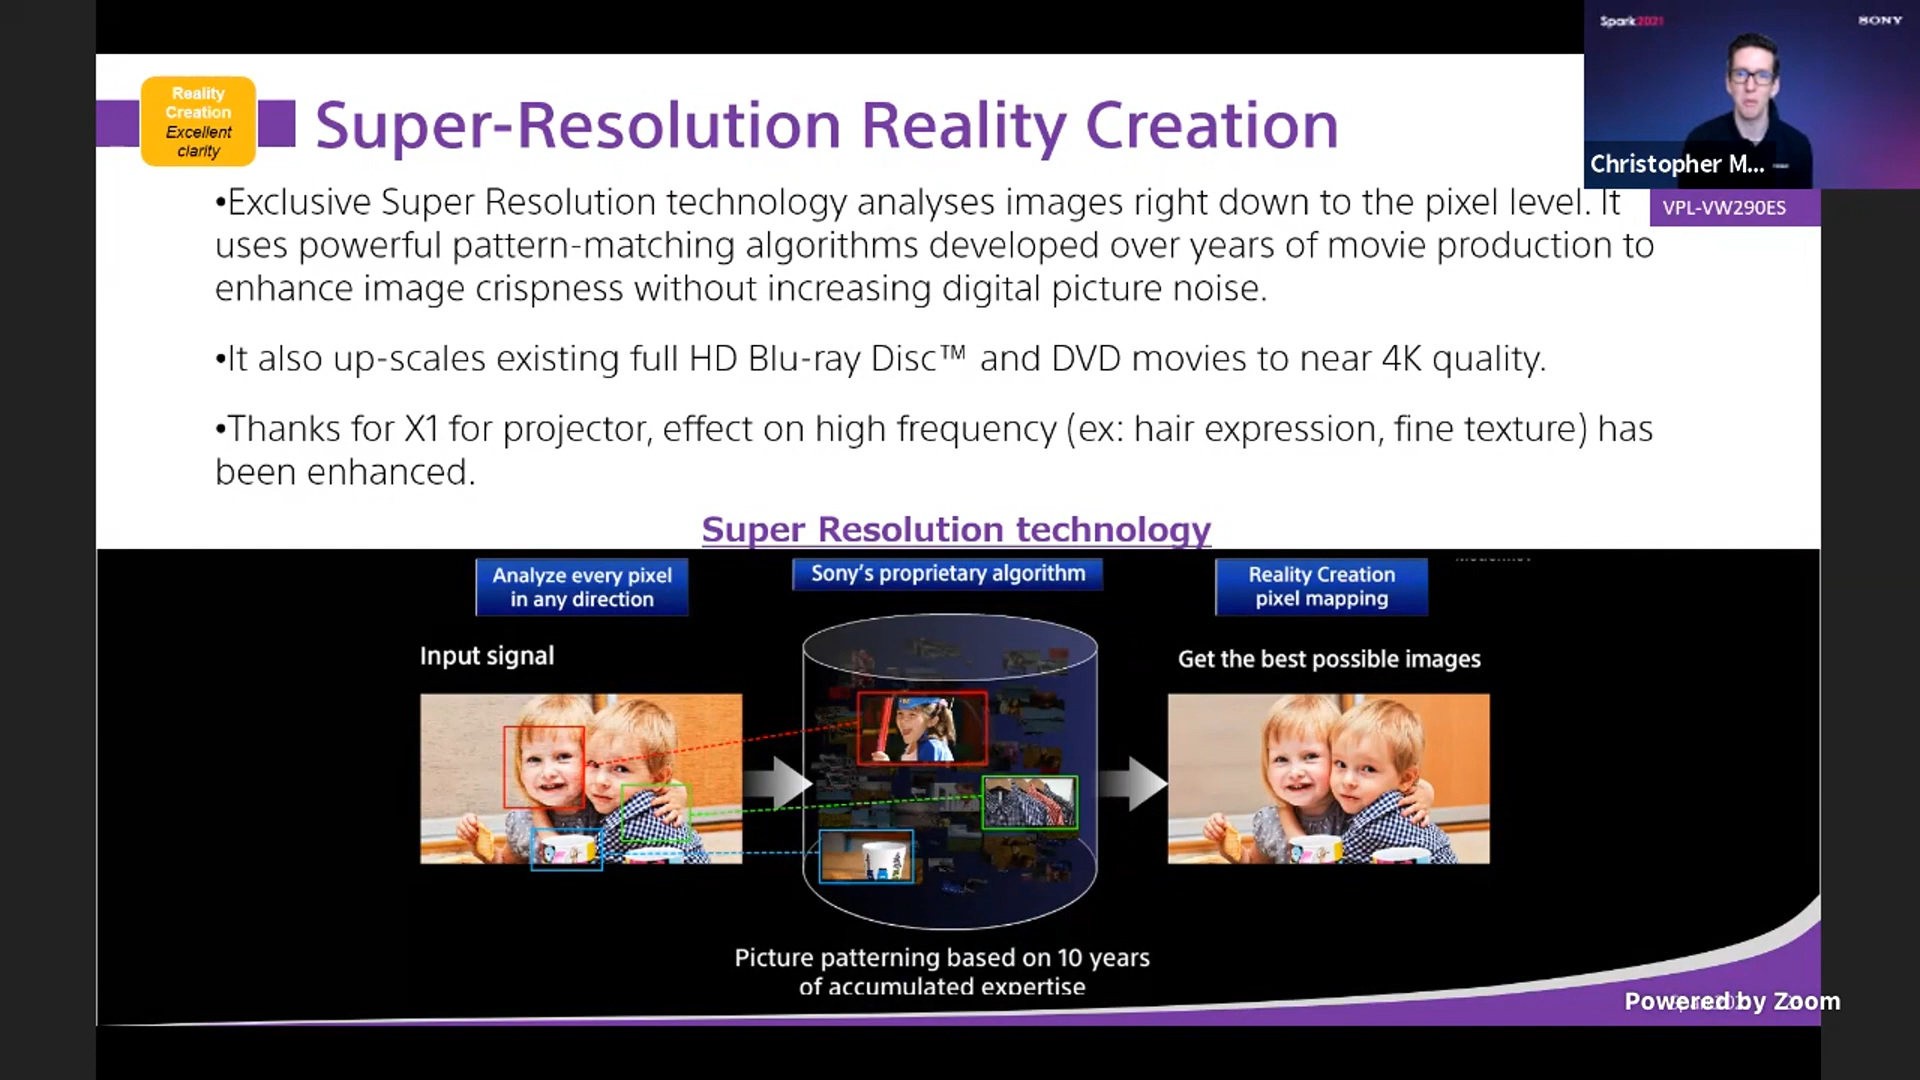 Spark2021 SONY
Reality
Creation
Excellent
clarity
Super-Resolution Reality Creation
Christopher M...
VPL-VW290ES
•Exclusive Super Resolution technology analyses images right down to the pixel level. It
uses powerful pattern-matching algorithms developed over years of movie production to
enhance image crispness without increasing digital picture noise.
•It also up-scales existing full HD Blu-ray Disc™ and DVD movies to near 4K quality.
•Thanks for X1 for projector, effect on high frequency (ex: hair expression, fine texture) has
been enhanced.
Super Resolution technology
Analyze every pixel
in any direction
Sony's proprietary algorithm
Reality Creation
pixel mapping
Input signal
Get the best possible images
Picture patterning based on 10 years
of accumulated expertise
Powered by Zoom